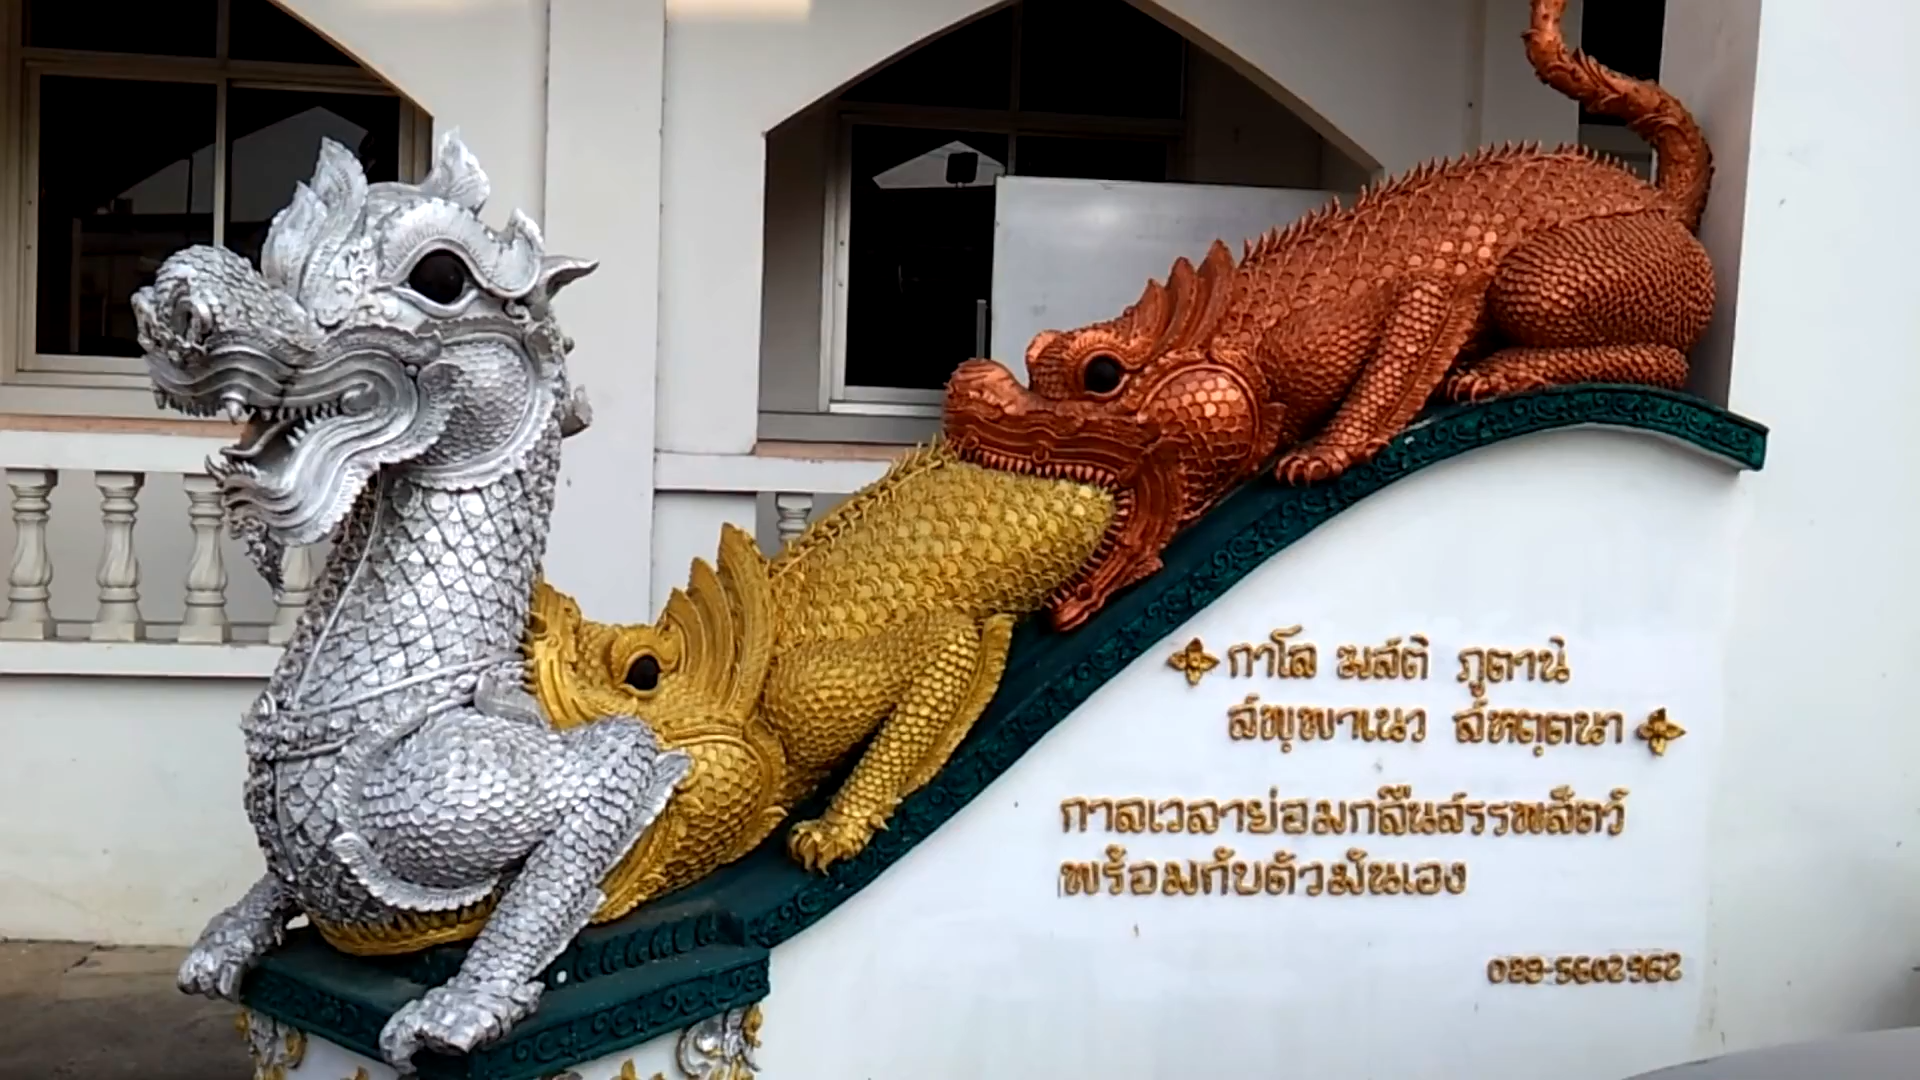 กาโล ฆสติ ภูตานิ
สพฺพาเนว สหตฺตนา
กาลเวลาย่อมกลืนสรรพสัตว์
พร้อมกับตัวมันเอง
089-5602962